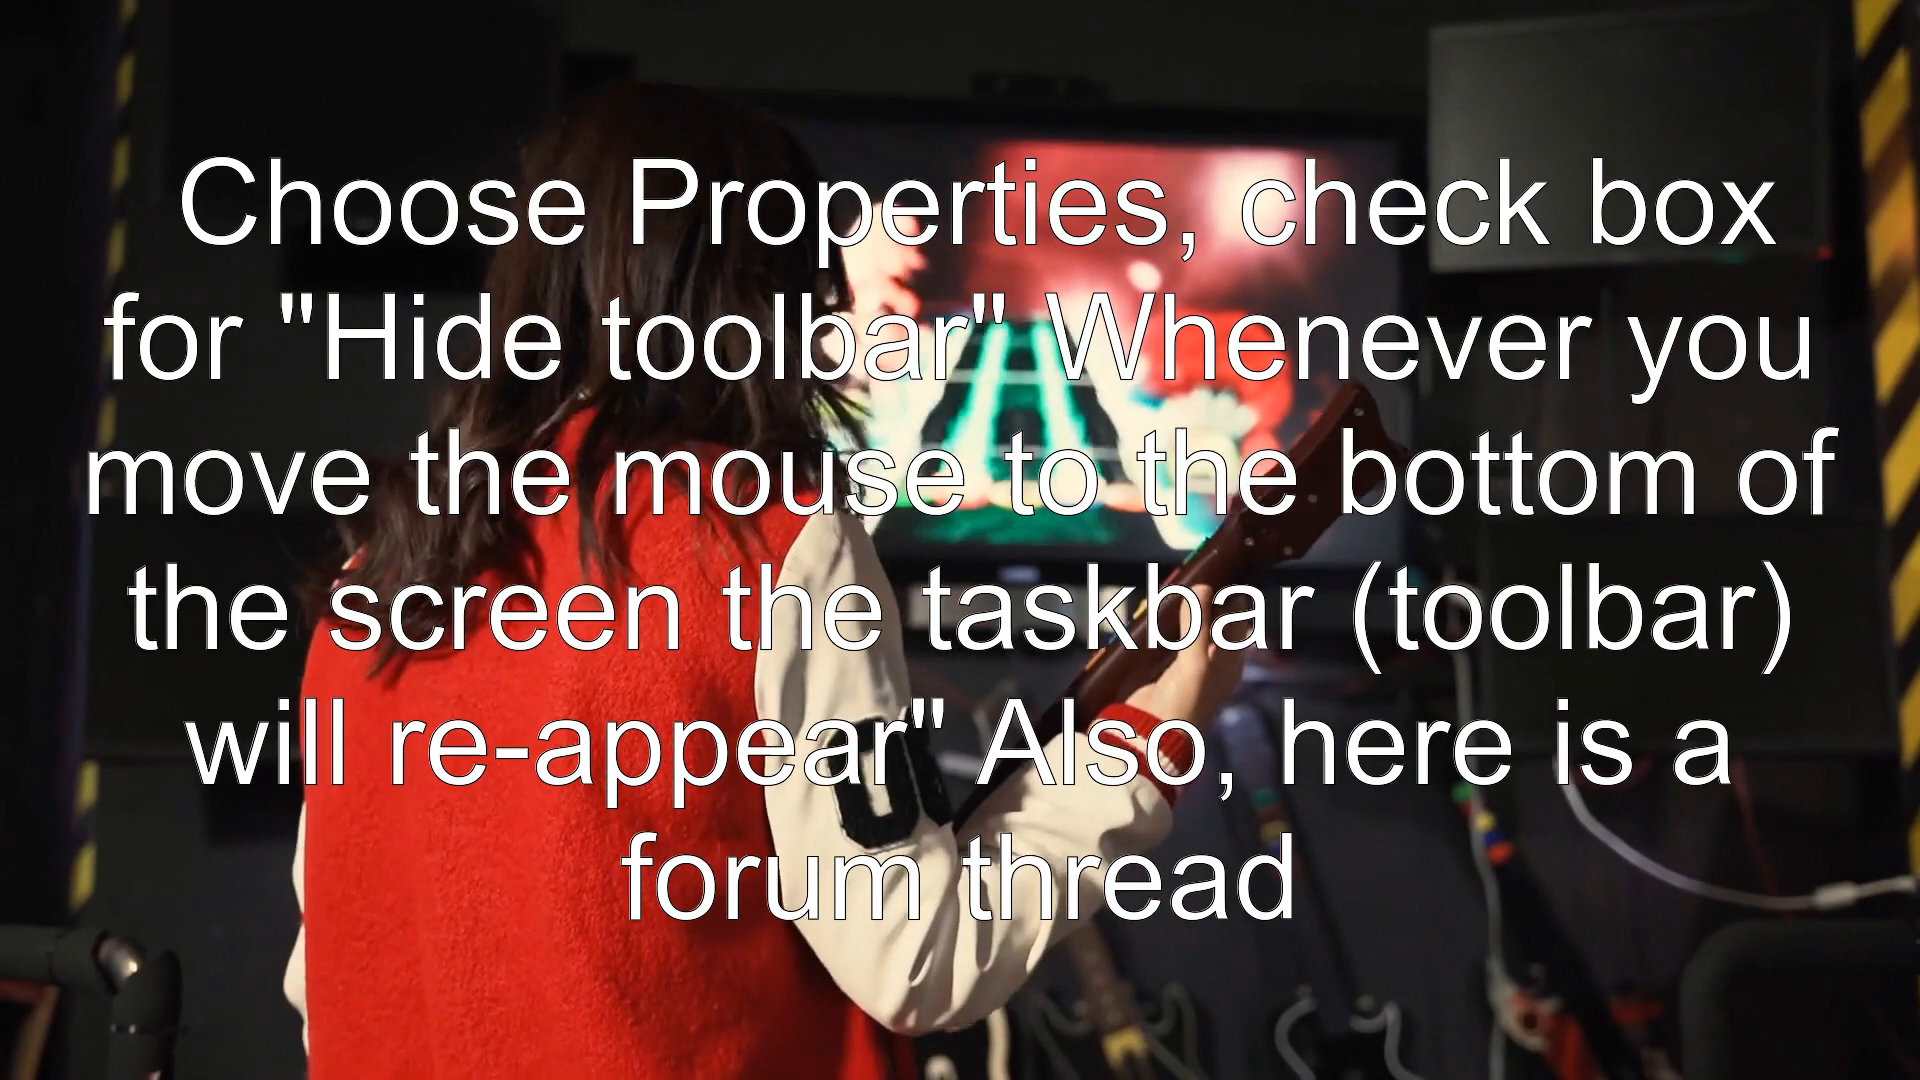 Choose Properties, check box
for "Hide toolbar" Whenever you
move the mouse to the bottom of
the screen the taskbar (toolbar)
will re-appear" Also, here is a
forum thread